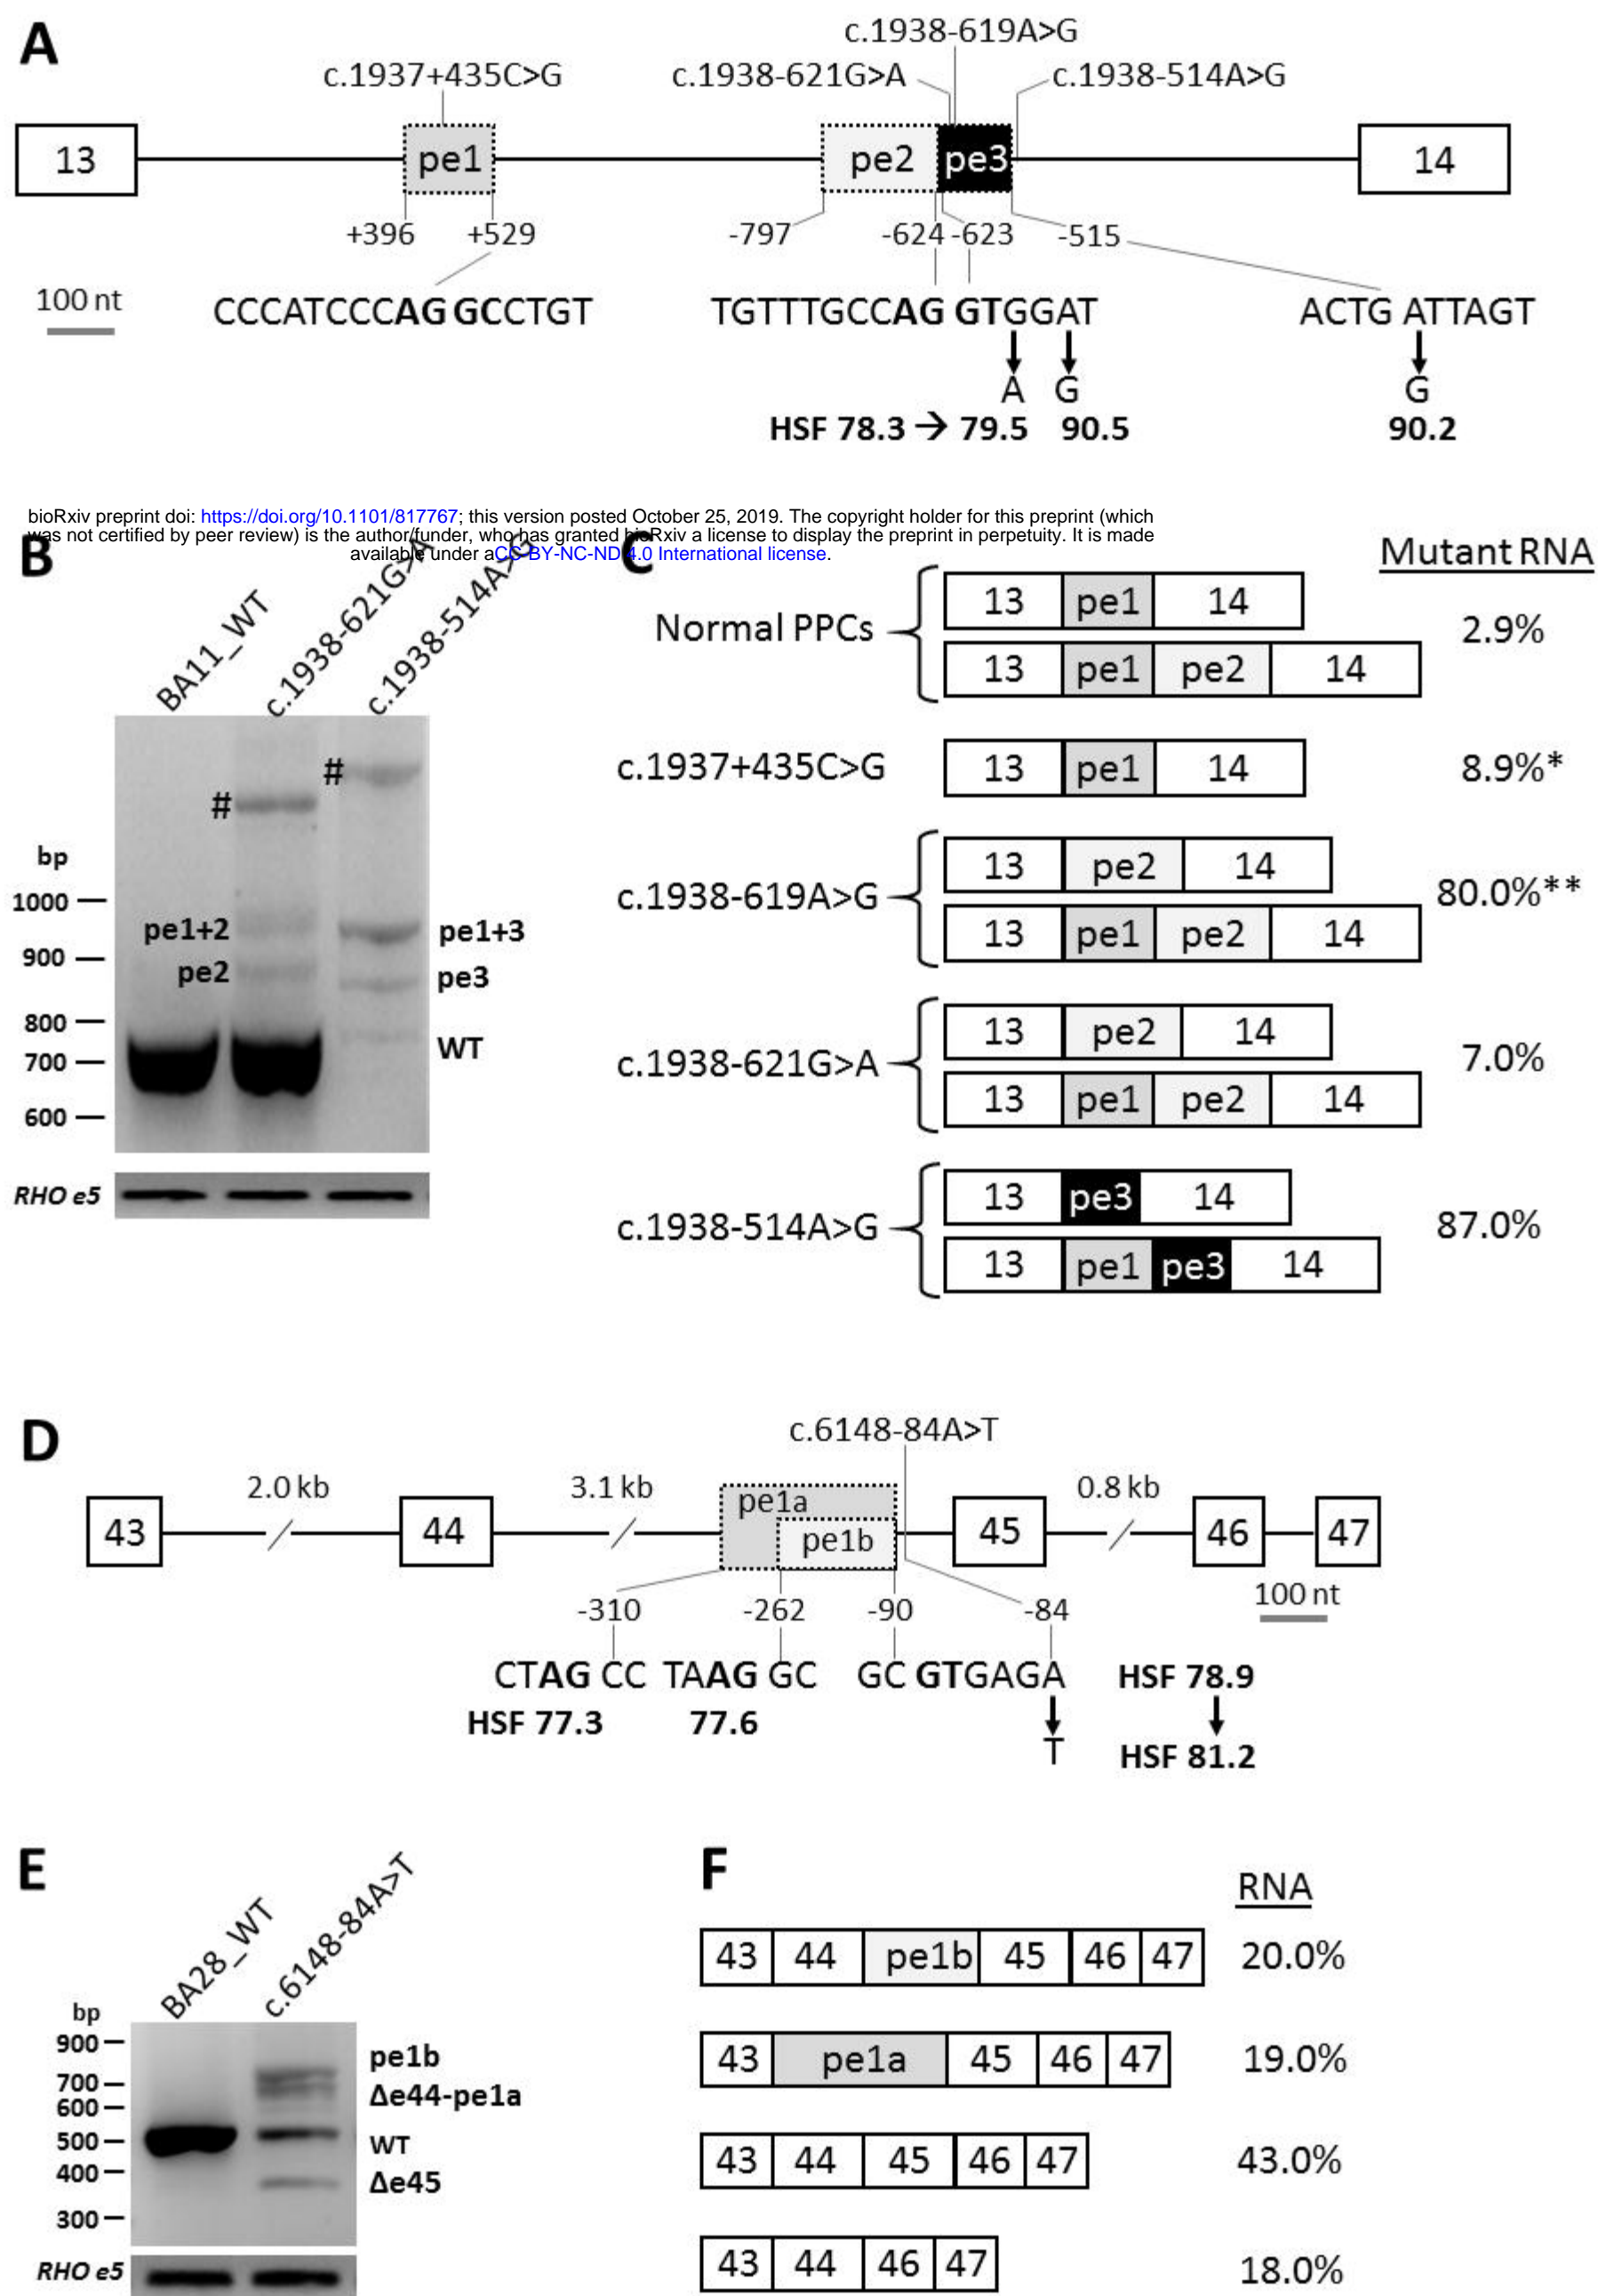 A
c.1938-619A>G
c.1937+435C>G
c.1938-621G>A
c.1938-514A>G
13
pe1
pe2
pe3
14
+396
+529
-797
-624
-623
-515
100 nt
CCCATCCCAG GCCTGT
TGTTTGCCAG GTGGAT
ACTG ATTAGT
A
G
G
HSF 78.3 → 79.5
90.5
90.2
bioRxiv preprint doi: https://doi.org/10.1101/817767; this version posted October 25, 2019. The copyright holder for this preprint (which
was not certified by peer review) is the author/funder, who has granted bioRxiv a license to display the preprint in perpetuity. It is made
available under aCC-BY-NC-ND 4.0 International license.
B
BA11_WT
c.1938-621G>A
c.1938-514A>G
#
#
bp
1000
pe1+2
pe1+3
900
pe2
pe3
800
WT
700
600
RHO e5
C
Mutant RNA
Normal PPCs
13 pe1 14
13 pe1 pe2 14
2.9%
c.1937+435C>G
13 pe1 14
8.9%*
c.1938-619A>G
13 pe2 14
13 pe1 pe2 14
80.0%**
c.1938-621G>A
13 pe2 14
13 pe1 pe2 14
7.0%
c.1938-514A>G
13 pe3 14
13 pe1 pe3 14
87.0%
D
c.6148-84A>T
2.0 kb
3.1 kb
0.8 kb
43
44
pe1a
pe1b
45
46
47
100 nt
-310
-262
-90
-84
CTAG CC
TAAG GC
GC GTGAGA
HSF 78.9
HSF 77.3
77.6
T
HSF 81.2
E
BA28_WT
c.6148-84A>T
bp
900
pe1b
700
Δe44-pe1a
600
500
WT
400
Δe45
300
RHO e5
F
RNA
43 44 pe1b 45 46 47 20.0%
43 pe1a 45 46 47 19.0%
43 44 45 46 47 43.0%
43 44 46 47 18.0%